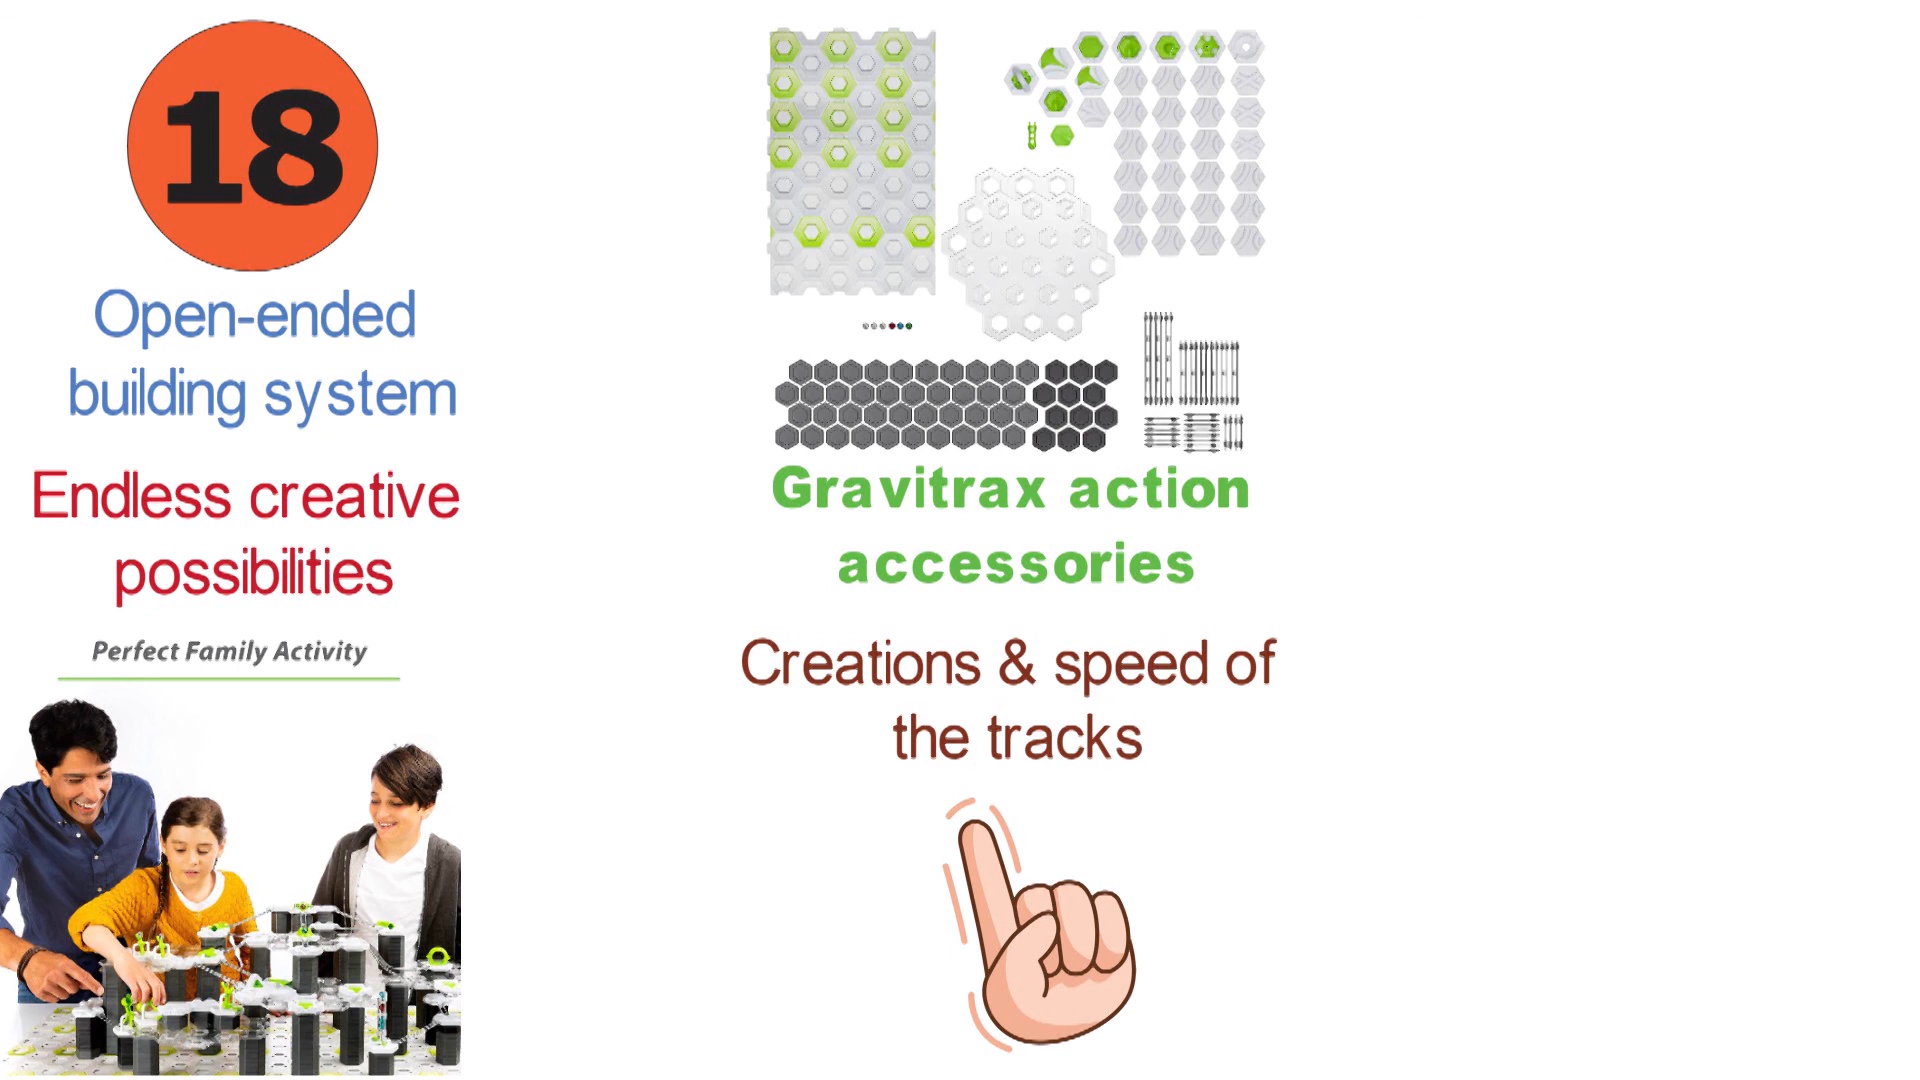 18
Open-ended
building system
Endless creative
possibilities
Perfect Family Activity
Gravitrax action
accessories
Creations & speed of
the tracks